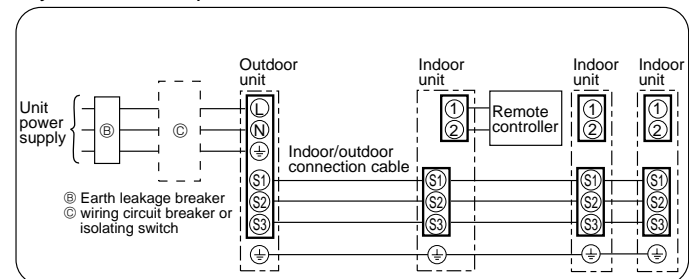 Outdoor unit
Indoor unit
Indoor unit
Indoor unit
Unit power supply
Ⓑ
Ⓒ
L
N
⏚
S1
S2
S3
⏚
Indoor/outdoor connection cable
1
2
Remote controller
S1
S2
S3
⏚
1
2
S1
S2
S3
⏚
1
2
S1
S2
S3
⏚
Ⓑ Earth leakage breaker
Ⓒ wiring circuit breaker or
isolating switch